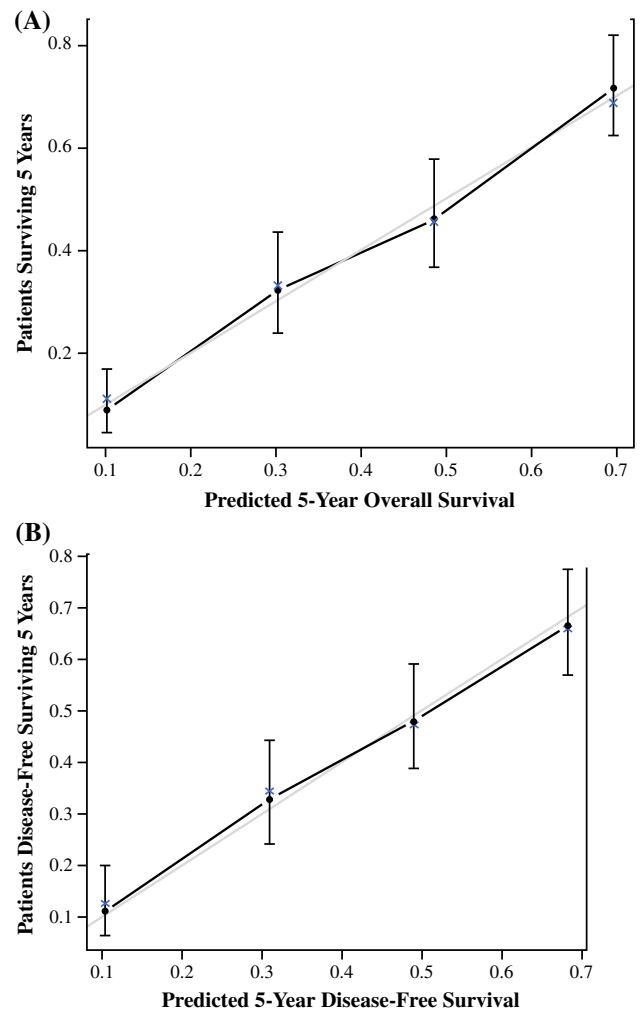 (A)
Patients Surviving 5 Years
0.8
0.6
0.4
0.2
0.1 0.2 0.3 0.4 0.5 0.6 0.7
Predicted 5-Year Overall Survival
(B)
Patients Disease-Free Surviving 5 Years
0.8
0.7
0.6
0.5
0.4
0.3
0.2
0.1
0.1 0.2 0.3 0.4 0.5 0.6 0.7
Predicted 5-Year Disease-Free Survival